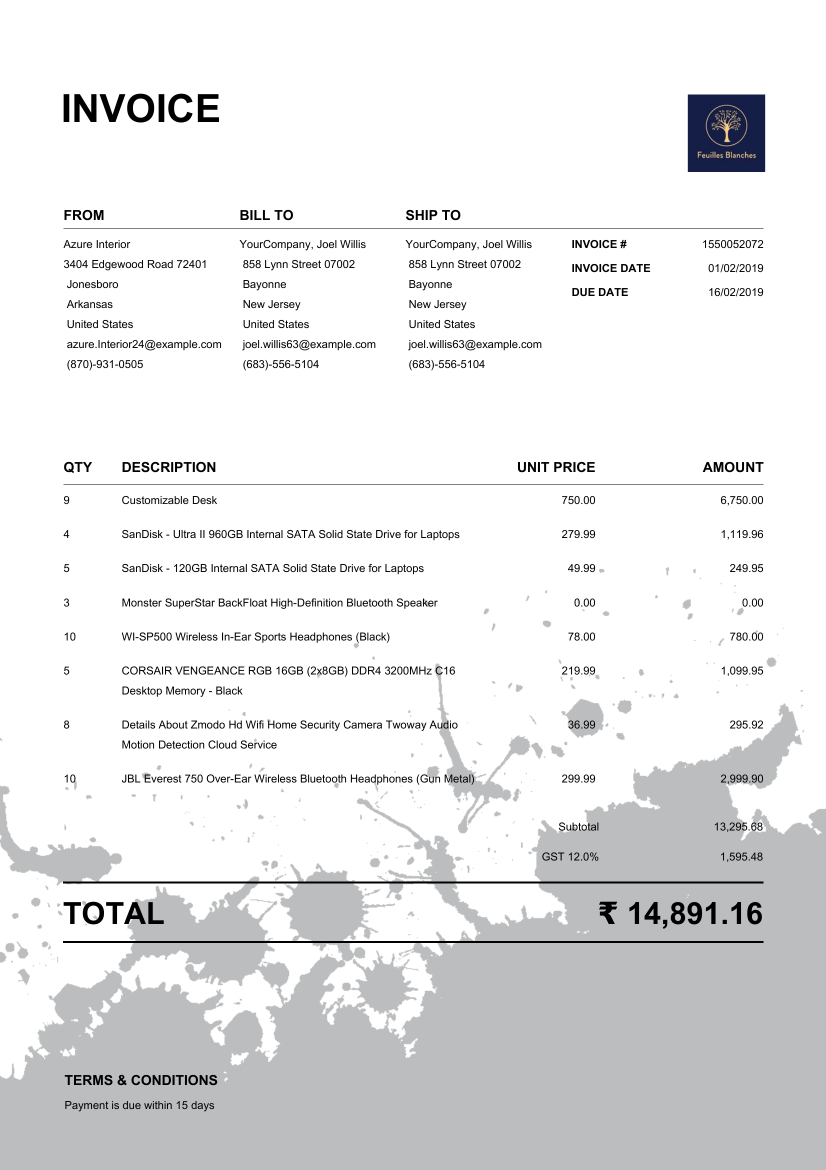 INVOICE
Feuilles Blanches
FROM BILL TO SHIP TO
Azure Interior YourCompany, Joel Willis YourCompany, Joel Willis INVOICE # 1550052072
3404 Edgewood Road 72401 858 Lynn Street 07002 858 Lynn Street 07002 INVOICE DATE 01/02/2019
Jonesboro Bayonne Bayonne DUE DATE 16/02/2019
Arkansas New Jersey New Jersey
United States United States United States
azure.Interior24@example.com joel.willis63@example.com joel.willis63@example.com
(870)-931-0505 (683)-556-5104 (683)-556-5104
QTY DESCRIPTION UNIT PRICE AMOUNT
9 Customizable Desk 750.00 6,750.00
4 SanDisk - Ultra II 960GB Internal SATA Solid State Drive for Laptops 279.99 1,119.96
5 SanDisk - 120GB Internal SATA Solid State Drive for Laptops 49.99 249.95
3 Monster SuperStar BackFloat High-Definition Bluetooth Speaker 0.00 0.00
10 WI-SP500 Wireless In-Ear Sports Headphones (Black) 78.00 780.00
5 CORSAIR VENGEANCE RGB 16GB (2x8GB) DDR4 3200MHz C16 219.99 1,099.95
Desktop Memory - Black
8 Details About Zmodo Hd Wifi Home Security Camera Twoway Audio 36.99 295.92
Motion Detection Cloud Service
10 JBL Everest 750 Over-Ear Wireless Bluetooth Headphones (Gun Metal) 299.99 2,999.90
Subtotal 13,295.68
GST 12.0% 1,595.48
TOTAL ₹ 14,891.16
TERMS & CONDITIONS
Payment is due within 15 days